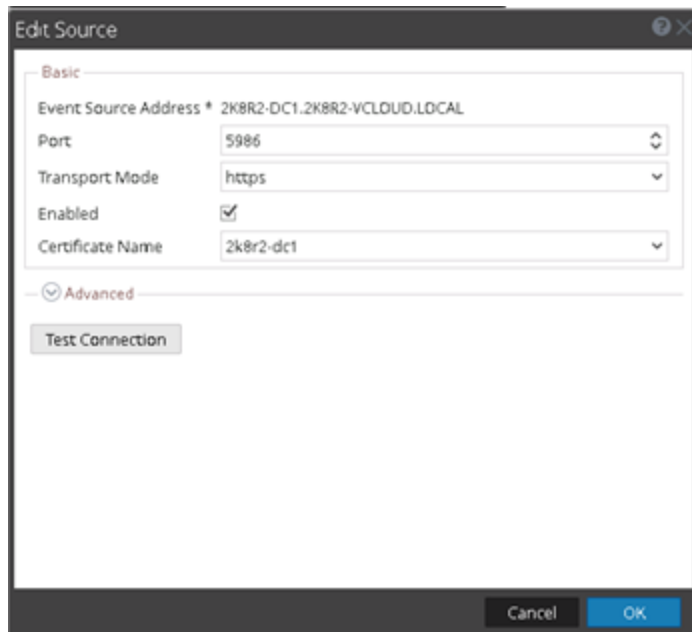 Edit Source
Basic
Event Source Address * 2K8R2-DC1.2K8R2-VCLOUD.LOCAL
Port 5986
Transport Mode https
Enabled
Certificate Name 2k8r2-dc1
Advanced
Test Connection
Cancel OK